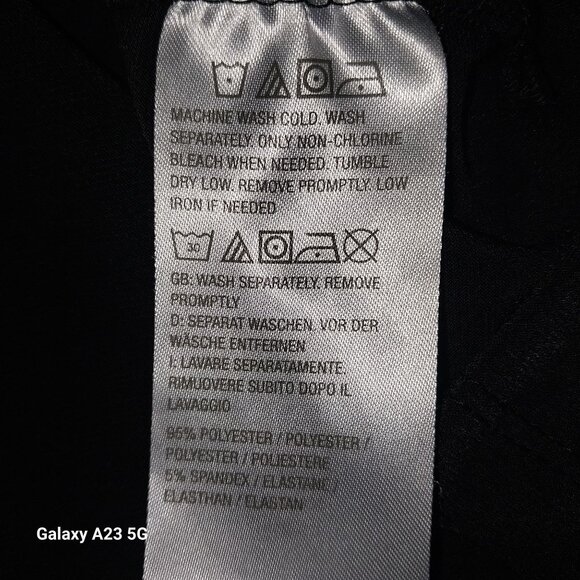 MACHINE WASH COLD. WASH
SEPARATELY. ONLY NON-CHLORINE
BLEACH WHEN NEEDED. TUMBLE
DRY LOW. REMOVE PROMPTLY. LOW
IRON IF NEEDED
30
GB: WASH SEPARATELY. REMOVE
PROMPTLY
D: SEPARAT WASCHEN. VOR DER
WÄSCHE ENTFERNEN
I: LAVARE SEPARATAMENTE.
RIMUOVERE SUBITO DOPO IL
LAVAGGIO
95% POLYESTER / POLYESTER /
POLYESTER / POLIESTERE
5% SPANDEX / ELASTANE /
ELASTHAN / ELASTAN
Galaxy A23 5G